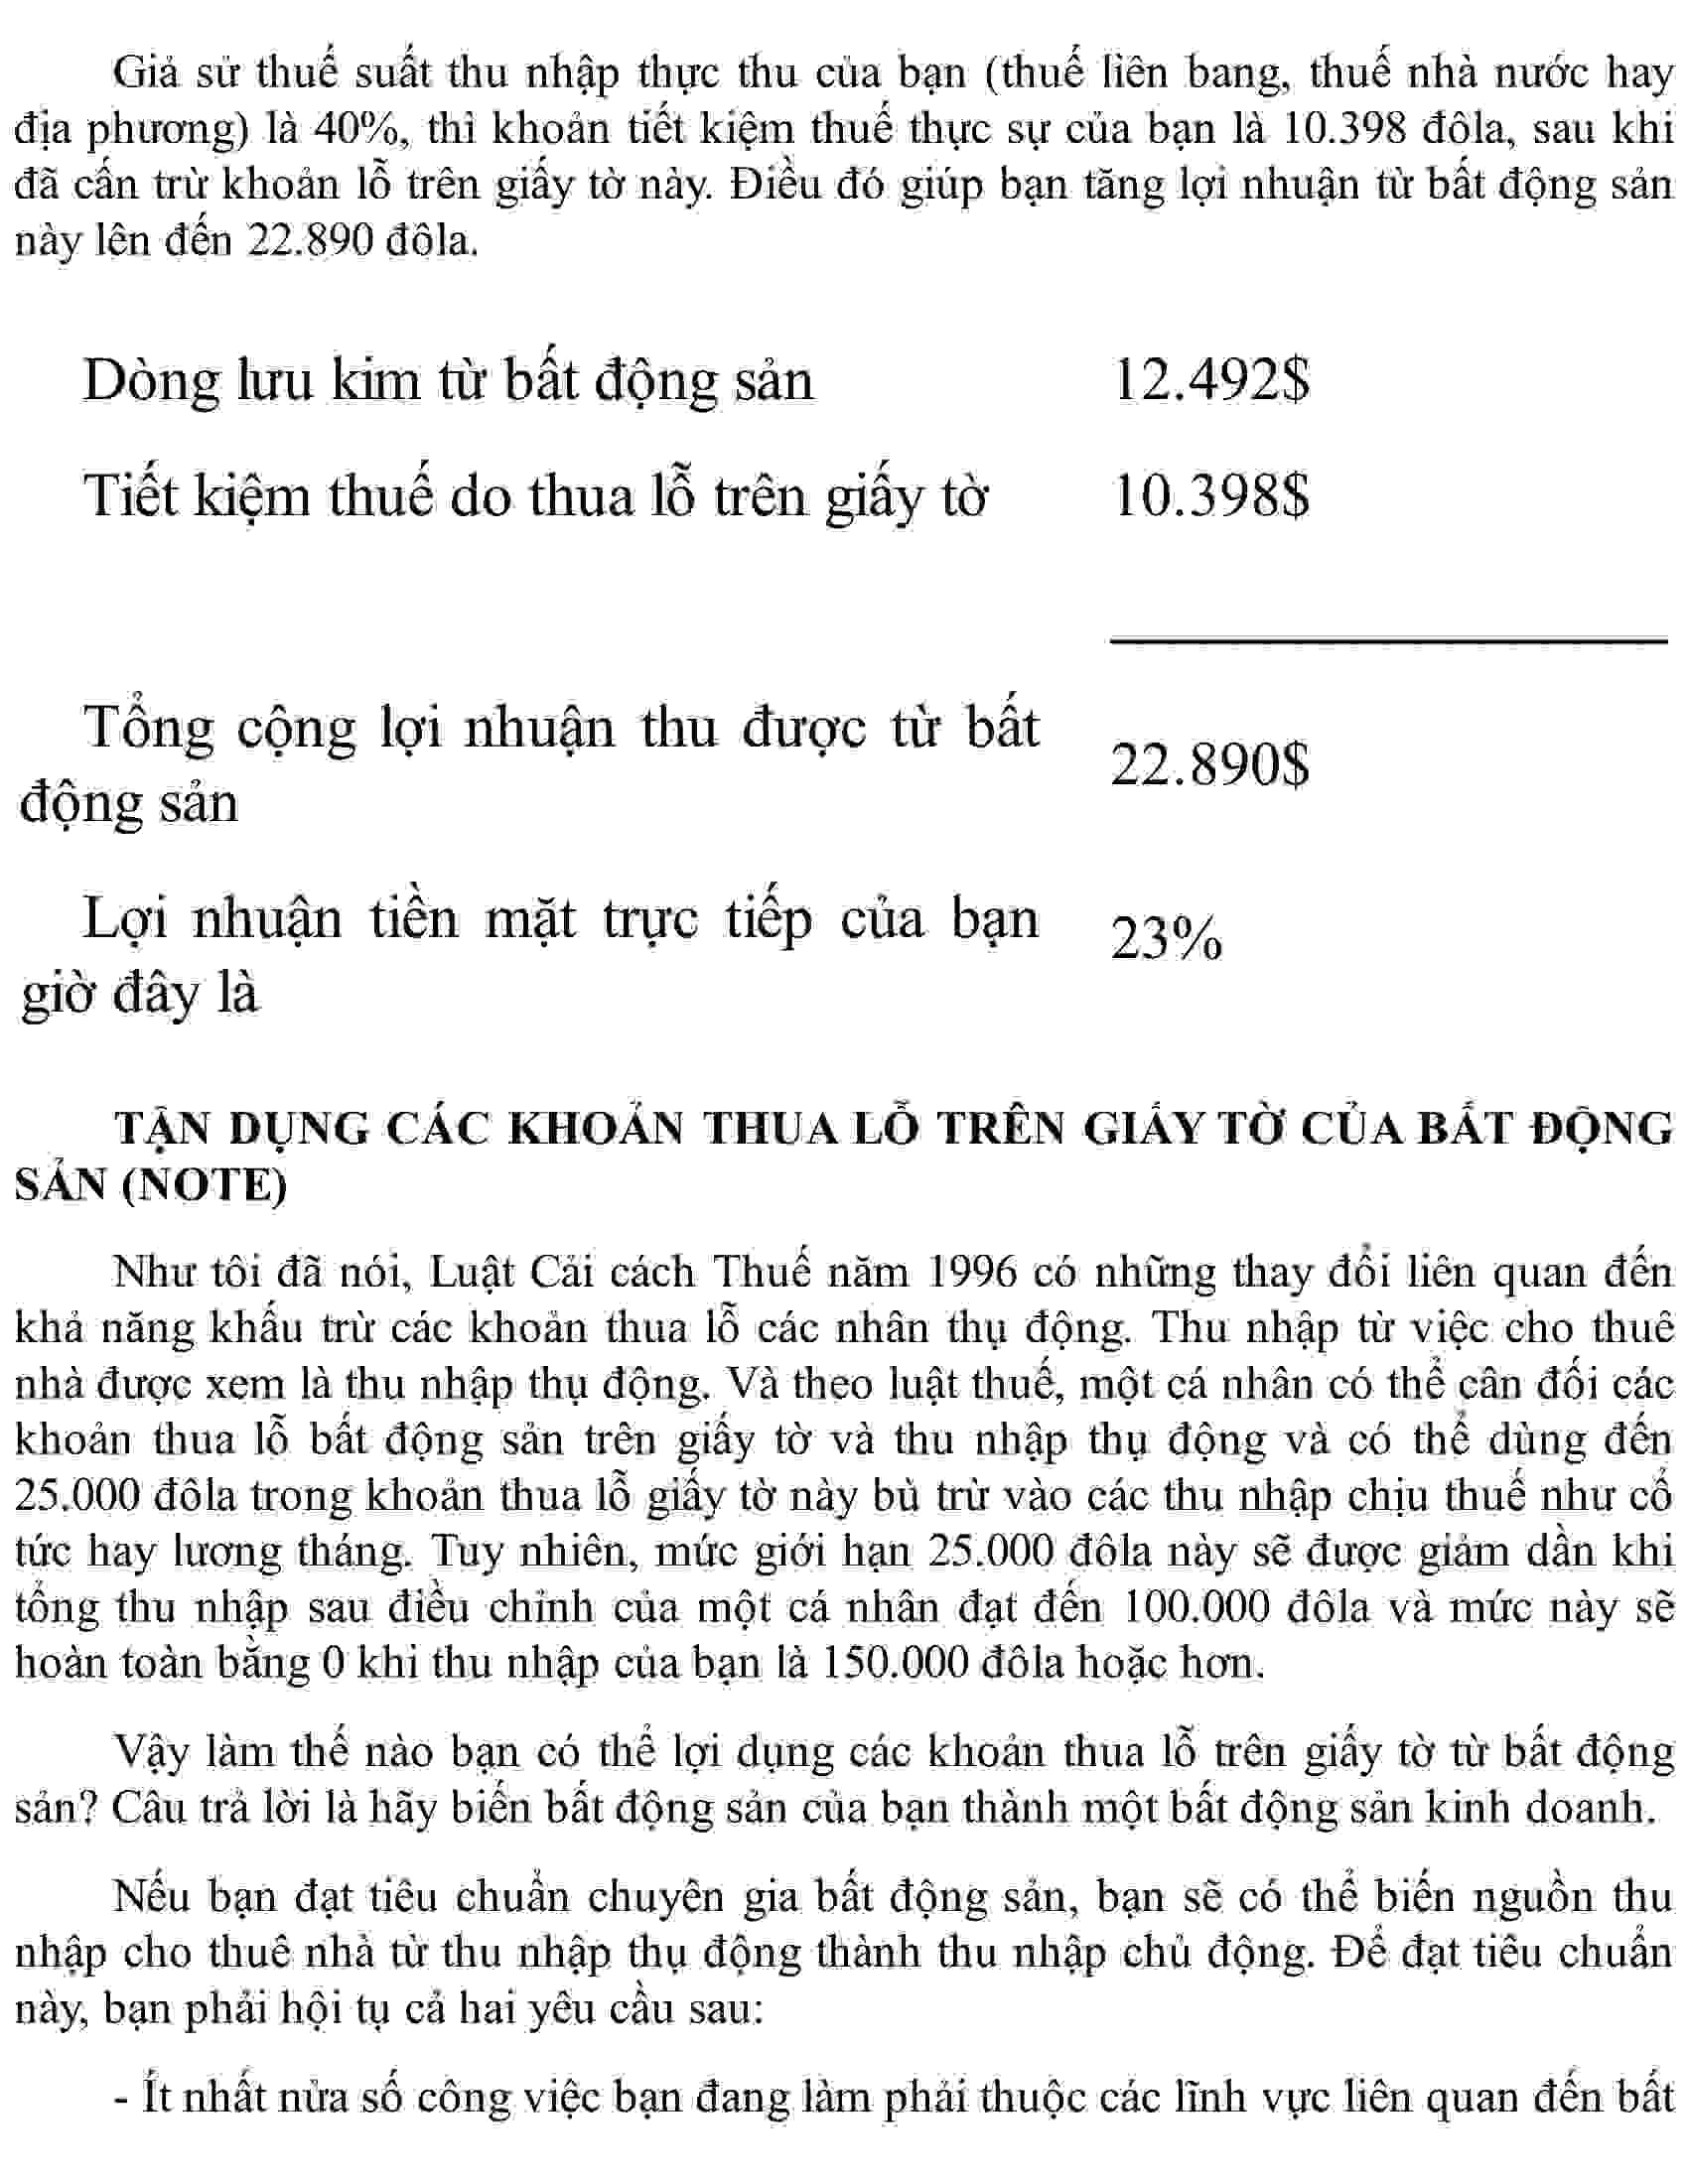 Giả sử thuế suất thu nhập thực thu của bạn (thuế liên bang, thuế nhà nước hay
địa phương) là 40%, thì khoản tiết kiệm thuế thực sự của bạn là 10.398 đôla, sau khi
đã cấn trừ khoản lỗ trên giấy tờ này. Điều đó giúp bạn tăng lợi nhuận từ bất động sản
này lên đến 22.890 đôla.
Dòng lưu kim từ bất động sản 12.492$
Tiết kiệm thuế do thua lỗ trên giấy tờ 10.398$
Tổng cộng lợi nhuận thu được từ bất
động sản 22.890$
Lợi nhuận tiền mặt trực tiếp của bạn
giờ đây là 23%
TẬN DỤNG CÁC KHOẢN THUA LỖ TRÊN GIẤY TỜ CỦA BẤT ĐỘNG
SẢN (NOTE)
Như tôi đã nói, Luật Cải cách Thuế năm 1996 có những thay đổi liên quan đến
khả năng khấu trừ các khoản thua lỗ các nhân thụ động. Thu nhập từ việc cho thuê
nhà được xem là thu nhập thụ động. Và theo luật thuế, một cá nhân có thể cân đối các
khoản thua lỗ bất động sản trên giấy tờ và thu nhập thụ động và có thể dùng đến
25.000 đôla trong khoản thua lỗ giấy tờ này bù trừ vào các thu nhập chịu thuế như cổ
tức hay lương tháng. Tuy nhiên, mức giới hạn 25.000 đôla này sẽ được giảm dần khi
tổng thu nhập sau điều chỉnh của một cá nhân đạt đến 100.000 đôla và mức này sẽ
hoàn toàn bằng 0 khi thu nhập của bạn là 150.000 đôla hoặc hơn.
Vậy làm thế nào bạn có thể lợi dụng các khoản thua lỗ trên giấy tờ từ bất động
sản? Câu trả lời là hãy biến bất động sản của bạn thành một bất động sản kinh doanh.
Nếu bạn đạt tiêu chuẩn chuyên gia bất động sản, bạn sẽ có thể biến nguồn thu
nhập cho thuê nhà từ thu nhập thụ động thành thu nhập chủ động. Để đạt tiêu chuẩn
này, bạn phải hội tụ cả hai yêu cầu sau:
- Ít nhất nửa số công việc bạn đang làm phải thuộc các lĩnh vực liên quan đến bất